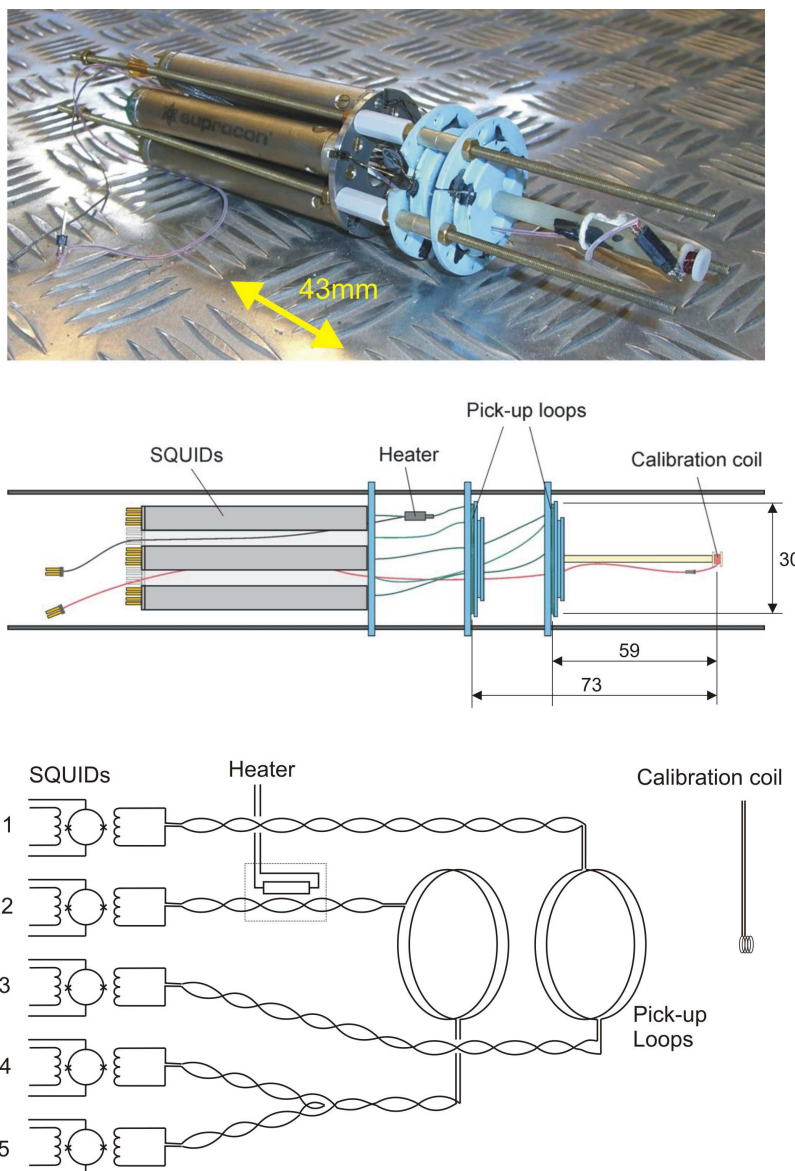 supracon
43mm
Pick-up loops
SQUIDs
Heater
Calibration coil
30
59
73
SQUIDs
Heater
Calibration coil
1
2
3
4
5
Pick-up
Loops